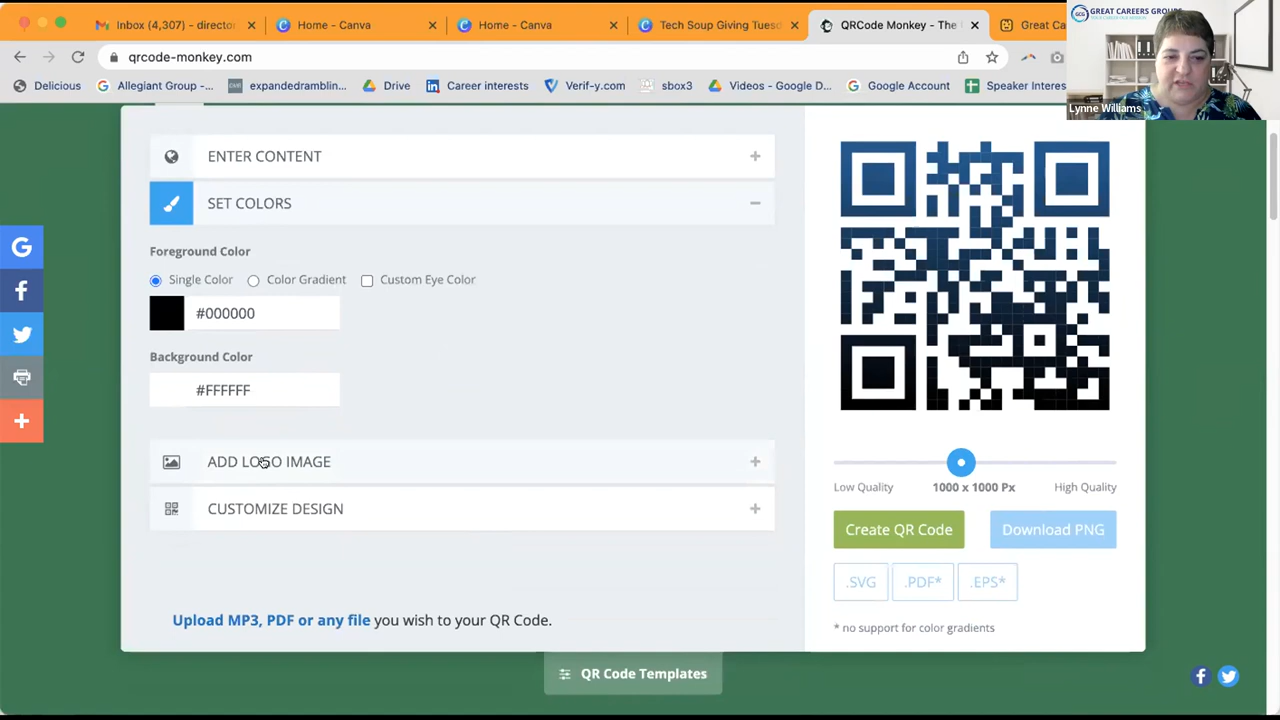 Inbox (4,307) - director
Home - Canva
Home - Canva
Tech Soup Giving Tuesd
QRCode Monkey - The
Great Ca
GREAT CAREERS GROUPS
qrcode-monkey.com
Delicious
Allegiant Group -...
expandedramblin...
Drive
Career interests
Verif-y.com
sbox3
Videos - Google D...
Google Account
Speaker Interes
Lynne Williams
ENTER CONTENT
SET COLORS
Foreground Color
Single Color Color Gradient Custom Eye Color
#000000
Background Color
#FFFFFF
ADD LOGO IMAGE
CUSTOMIZE DESIGN
Upload MP3, PDF or any file you wish to your QR Code.
Low Quality 1000 x 1000 Px High Quality
Create QR Code Download PNG
.SVG .PDF* .EPS*
* no support for color gradients
QR Code Templates